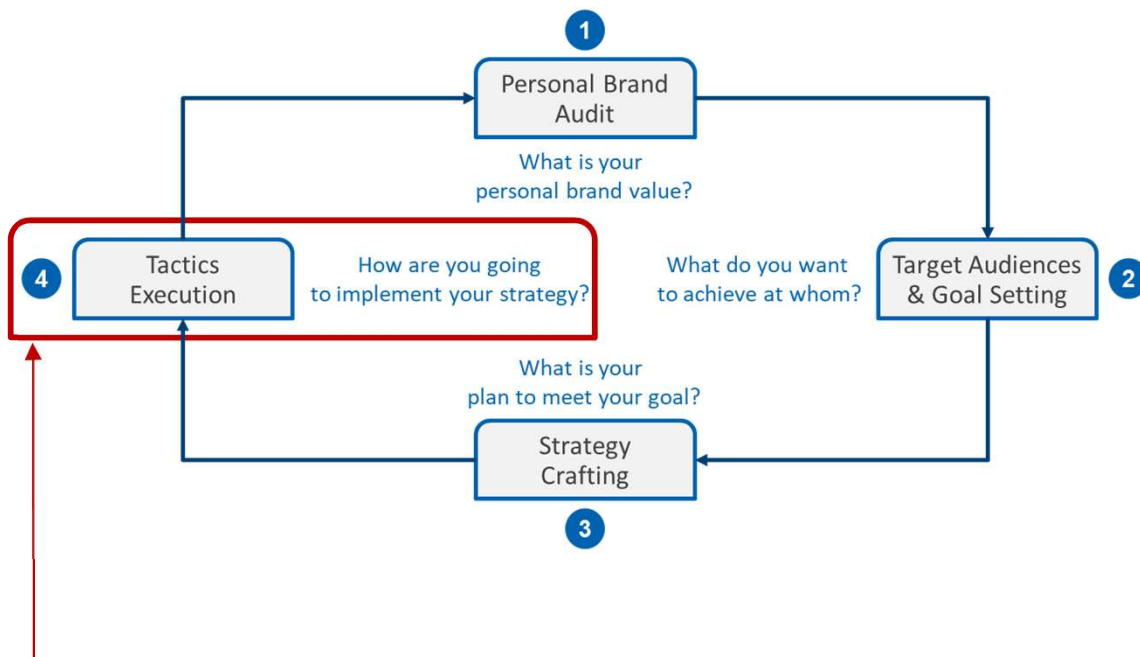 1
Personal Brand
Audit
What is your
personal brand value?
4
Tactics
Execution
How are you going
to implement your strategy?
What do you want
to achieve at whom?
Target Audiences
& Goal Setting
2
What is your
plan to meet your goal?
Strategy
Crafting
3